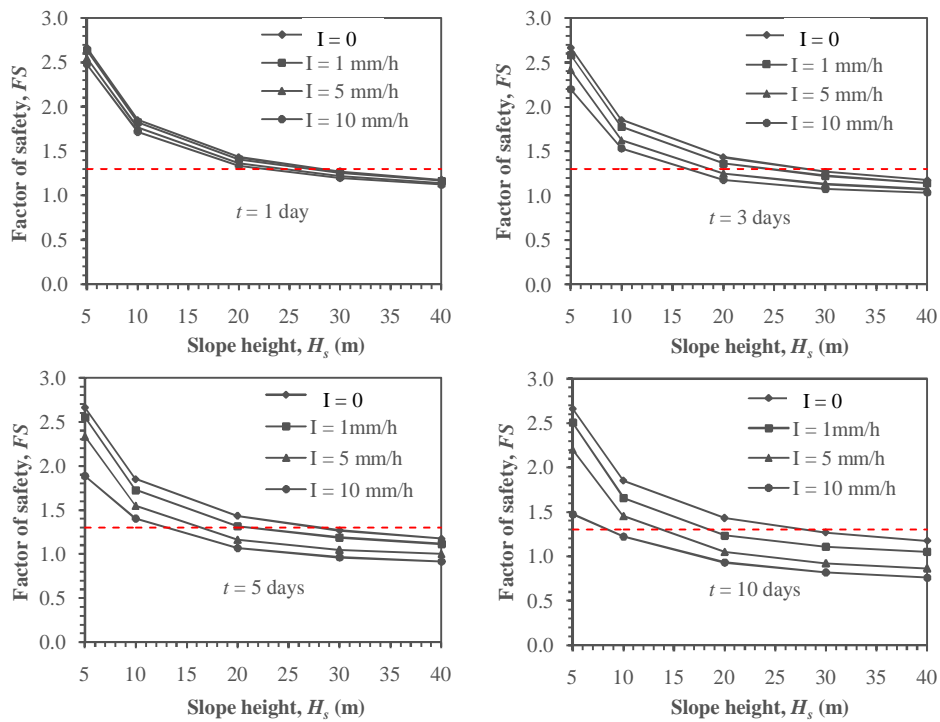 3.0
2.5
2.0
1.5
1.0
0.5
0.0
Factor of safety, FS
I = 0
I = 1 mm/h
I = 5 mm/h
I = 10 mm/h
t = 1 day
5 10 15 20 25 30 35 40
Slope height, Hs (m)
3.0
2.5
2.0
1.5
1.0
0.5
0.0
Factor of safety, FS
I = 0
I = 1 mm/h
I = 5 mm/h
I = 10 mm/h
t = 3 days
5 10 15 20 25 30 35 40
Slope height, Hs (m)
3.0
2.5
2.0
1.5
1.0
0.5
0.0
Factor of safety, FS
I = 0
I = 1mm/h
I = 5 mm/h
I = 10 mm/h
t = 5 days
5 10 15 20 25 30 35 40
Slope height, Hs (m)
3.0
2.5
2.0
1.5
1.0
0.5
0.0
Factor of safety, FS
I = 0
I = 1mm/h
I = 5 mm/h
I = 10 mm/h
t = 10 days
5 10 15 20 25 30 35 40
Slope height, Hs (m)